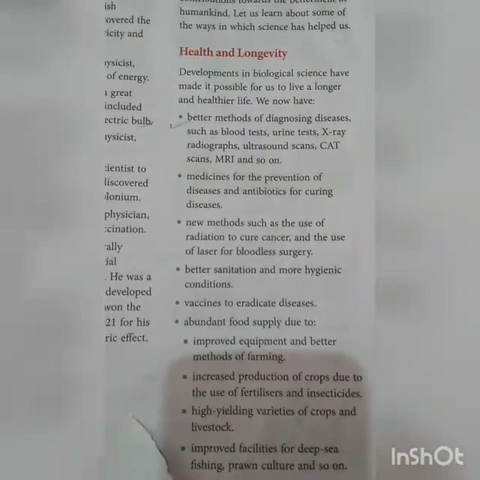 ish
overed the
icity and
ysicist,
of energy.
great
included
ectric bulb.
ysicist,
ientist to
liscovered
lonium.
physician,
cination.
ally
ial
. He was a
developed
won the
21 for his
ric effect.
humankind. Let us learn about some of
the ways in which science has helped us.
Health and Longevity
Developments in biological science have
made it possible for us to live a longer
and healthier life. We now have:
• better methods of diagnosing diseases,
such as blood tests, urine tests, X-ray
radiographs, ultrasound scans, CAT
scans, MRI and so on.
• medicines for the prevention of
diseases and antibiotics for curing
diseases.
• new methods such as the use of
radiation to cure cancer, and the use
of laser for bloodless surgery.
• better sanitation and more hygienic
conditions.
• vaccines to eradicate diseases.
• abundant food supply due to:
• improved equipment and better
methods of farming.
• increased production of crops due to
the use of fertilisers and insecticides.
• high-yielding varieties of crops and
livestock.
• improved facilities for deep-sea
fishing, prawn culture and so on.
InShOt